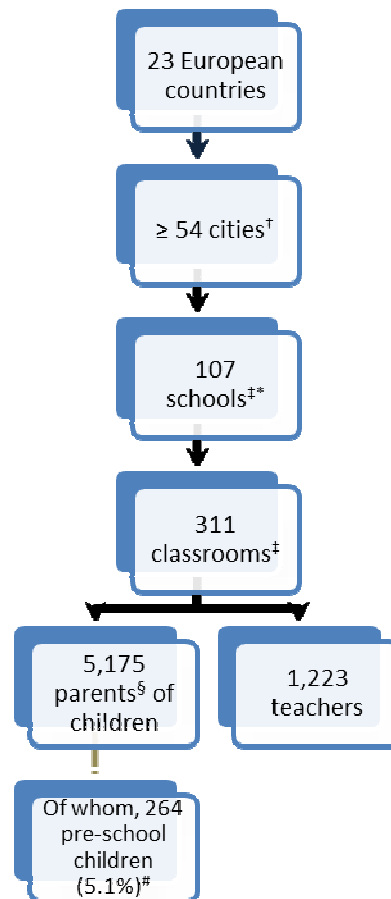 23 European
countries
≥ 54 cities†
107
schools‡*
311
classrooms‡
5,175
parents§ of
children
1,223
teachers
Of whom, 264
pre-school
children
(5.1%)#